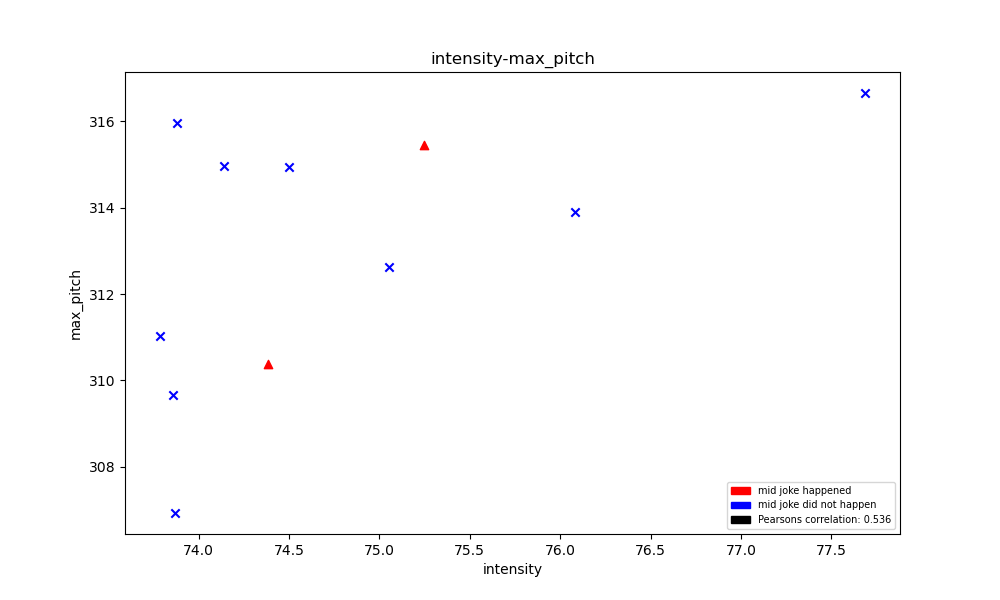 intensity-max_pitch
316
314
312
310
308
max_pitch
74.0 74.5 75.0 75.5 76.0 76.5 77.0 77.5
intensity
mid joke happened
mid joke did not happen
Pearsons correlation: 0.536